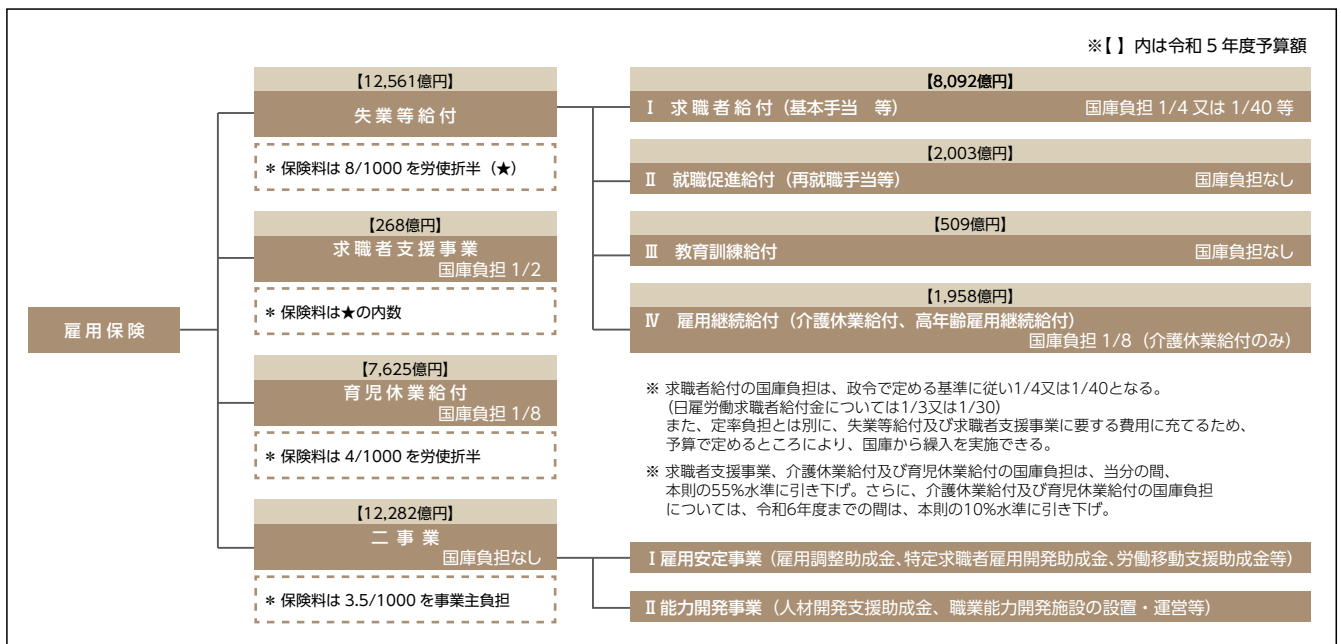 ※【 】内は令和5年度予算額
雇用保険
【12,561億円】
失業等給付
＊保険料は 8/1000 を労使折半（★）
【268億円】
求職者支援事業
国庫負担 1/2
＊保険料は★の内数
【7,625億円】
育児休業給付
国庫負担 1/8
＊保険料は 4/1000 を労使折半
【12,282億円】
二事業
国庫負担なし
＊保険料は 3.5/1000 を事業主負担
【8,092億円】
Ⅰ 求職者給付（基本手当 等） 国庫負担 1/4 又は 1/40 等
【2,003億円】
Ⅱ 就職促進給付（再就職手当等） 国庫負担なし
【509億円】
Ⅲ 教育訓練給付 国庫負担なし
【1,958億円】
Ⅳ 雇用継続給付（介護休業給付、高年齢雇用継続給付）
国庫負担 1/8（介護休業給付のみ）
※ 求職者給付の国庫負担は、政令で定める基準に従い1/4又は1/40となる。
（日雇労働求職者給付金については1/3又は1/30）
また、定率負担とは別に、失業等給付及び求職者支援事業に要する費用に充てるため、
予算で定めるところにより、国庫から繰入を実施できる。
※ 求職者支援事業、介護休業給付及び育児休業給付の国庫負担は、当分の間、
本則の55%水準に引き下げ。さらに、介護休業給付及び育児休業給付の国庫負担
については、令和6年度までの間は、本則の10%水準に引き下げ。
Ⅰ雇用安定事業（雇用調整助成金、特定求職者雇用開発助成金、労働移動支援助成金等）
Ⅱ能力開発事業（人材開発支援助成金、職業能力開発施設の設置・運営等）